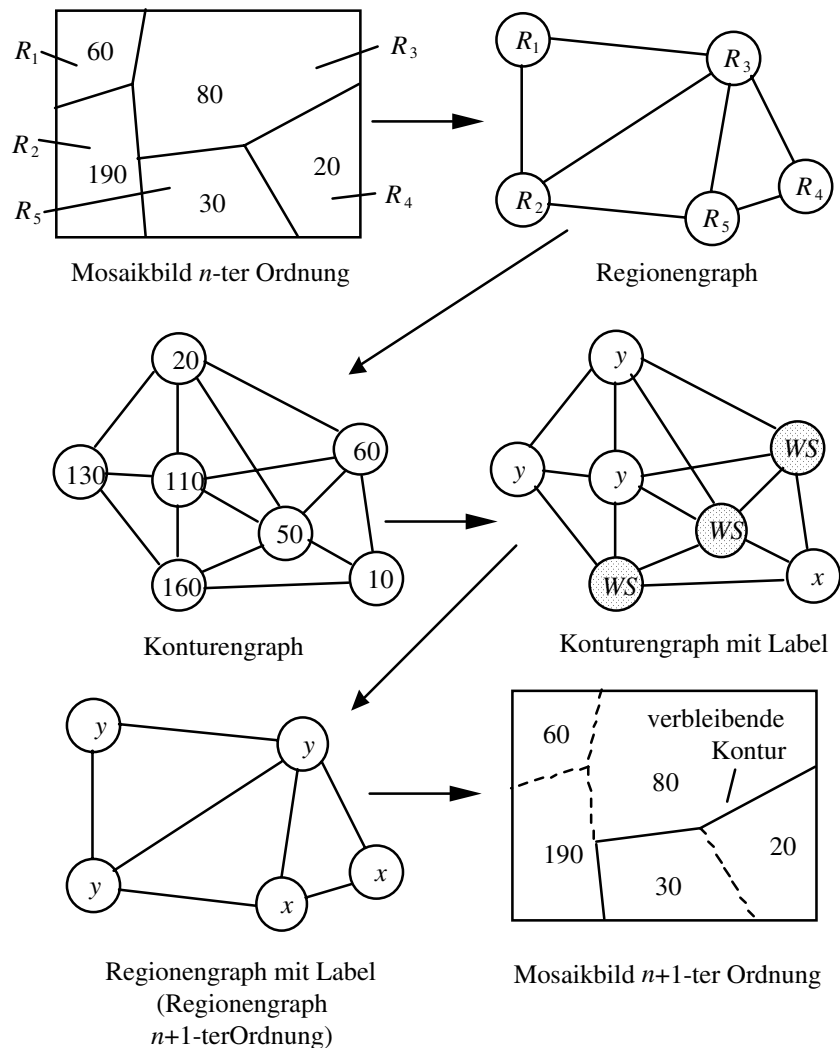 R1
60
R3
80
R2
190
20
R5
30
R4
Mosaikbild n-ter Ordnung
R1
R3
R2
R4
R5
Regionengraph
20
60
130
110
50
160
10
Konturengraph
y
WS
y
y
WS
WS
x
Konturengraph mit Label
y
y
y
x
x
Regionengraph mit Label
(Regionengraph
n+1-terOrdnung)
60
verbleibende
Kontur
80
190
20
30
Mosaikbild n+1-ter Ordnung